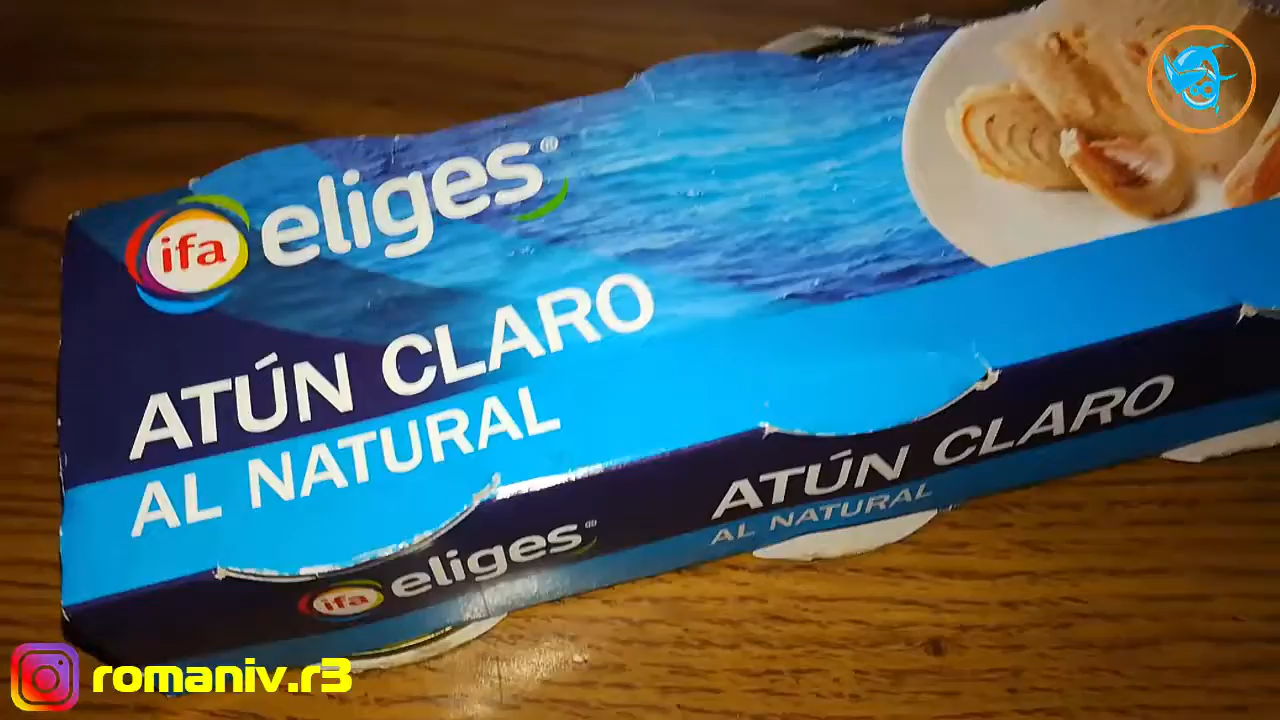 ifa eliges®
ATÚN CLARO
AL NATURAL
ATÚN CLARO
AL NATURAL
ifa eliges®
romaniv.r3